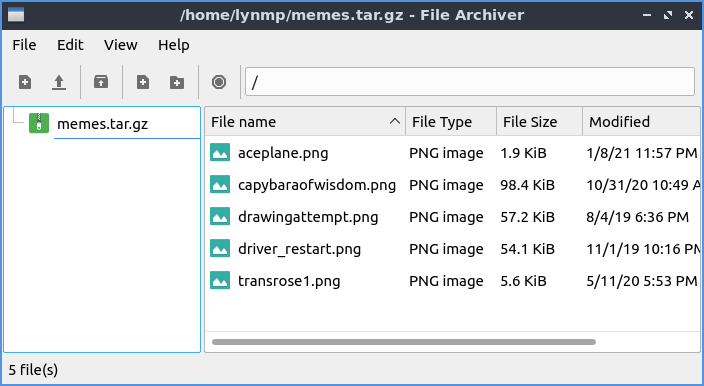 /home/lynmp/memes.tar.gz - File Archiver
File Edit View Help
/
memes.tar.gz
File name File Type File Size Modified
aceplane.png PNG image 1.9 KiB 1/8/21 11:57 PM
capybaraofwisdom.png PNG image 98.4 KiB 10/31/20 10:49 A
drawingattempt.png PNG image 57.2 KiB 8/4/19 6:36 PM
driver_restart.png PNG image 54.1 KiB 11/1/19 10:16 PM
transrose1.png PNG image 5.6 KiB 5/11/20 5:53 PM
5 file(s)